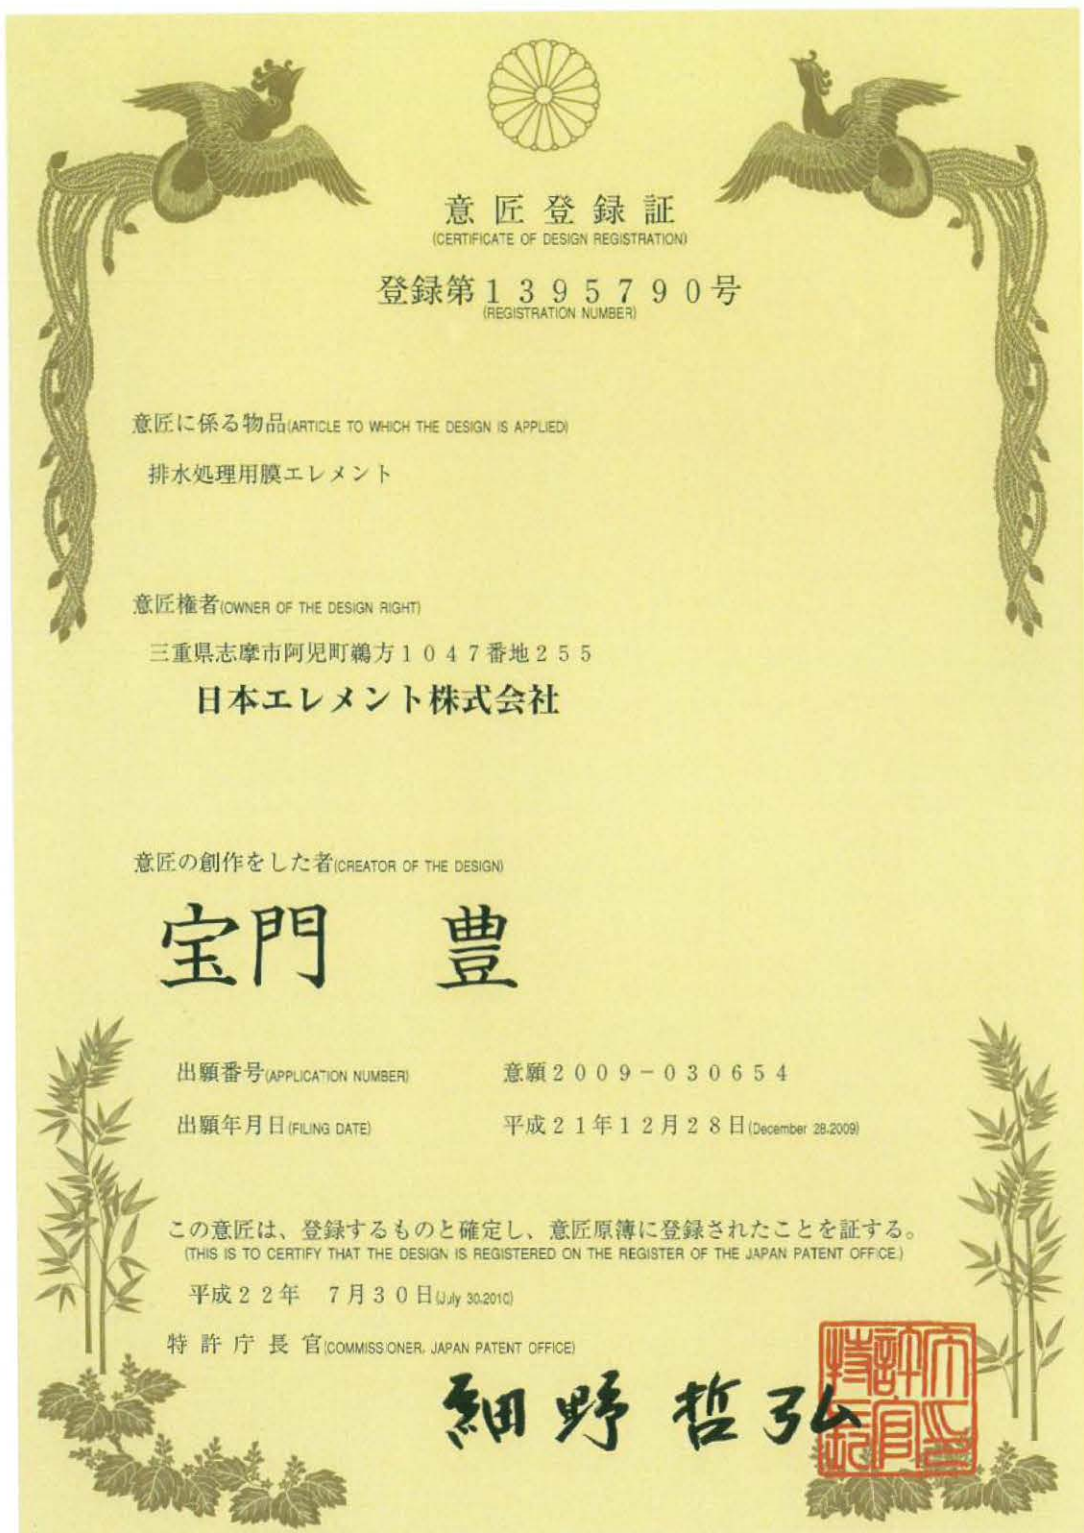 意匠登録証
(CERTIFICATE OF DESIGN REGISTRATION)
登録第1395790号
(REGISTRATION NUMBER)
意匠に係る物品(ARTICLE TO WHICH THE DESIGN IS APPLIED)
排水処理用膜エレメント
意匠権者(OWNER OF THE DESIGN RIGHT)
三重県志摩市阿児町鵜方1047番地255
日本エレメント株式会社
意匠の創作をした者(CREATOR OF THE DESIGN)
宝門 豊
出願番号(APPLICATION NUMBER) 意願2009-030654
出願年月日(FILING DATE) 平成21年12月28日(December 28.2009)
この意匠は、登録するものと確定し、意匠原簿に登録されたことを証する。
(THIS IS TO CERTIFY THAT THE DESIGN IS REGISTERED ON THE REGISTER OF THE JAPAN PATENT OFFICE.)
平成22年 7月30日(July 30.2010)
特許庁長官(COMMISSIONER, JAPAN PATENT OFFICE)
細野哲弘